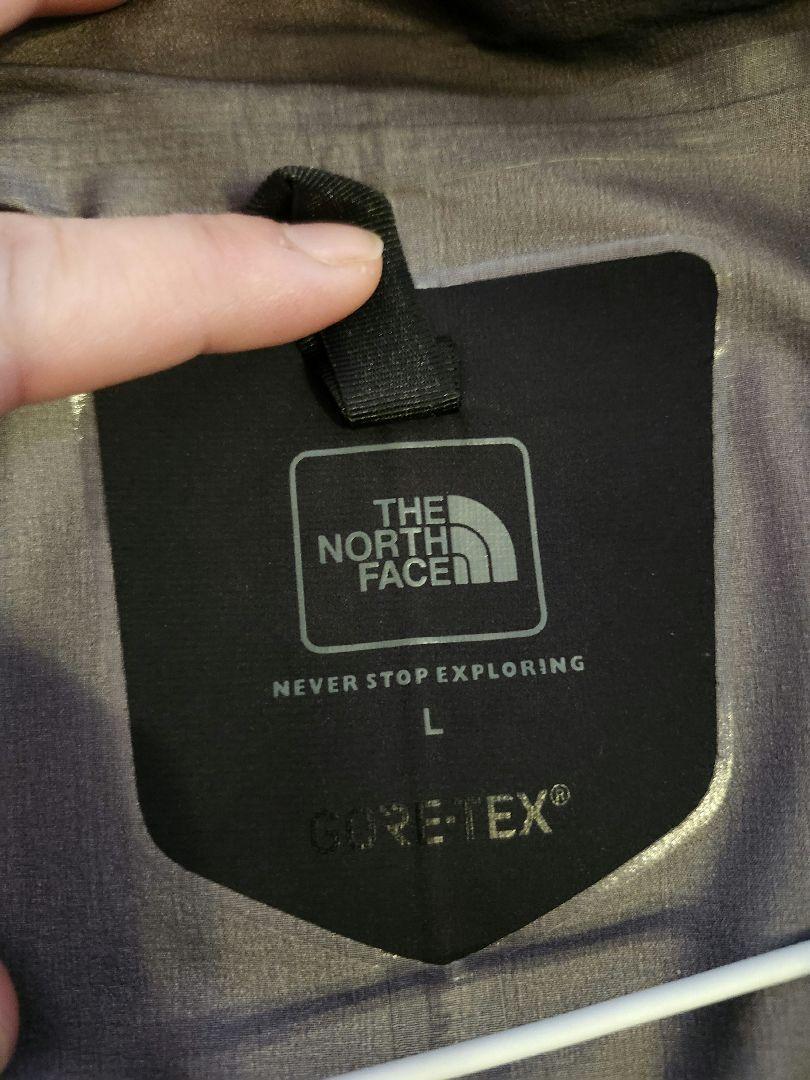 THE
NORTH
FACE
NEVER STOP EXPLORING
L
GORE-TEX®